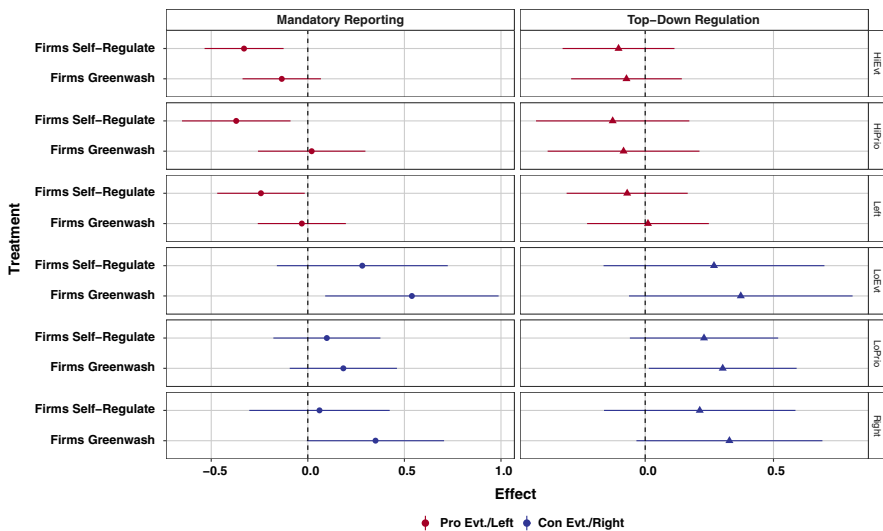 Mandatory Reporting Top−Down Regulation
Firms Self−Regulate
Firms Greenwash
HiEvt
Firms Self−Regulate
Firms Greenwash
HiPrio
Firms Self−Regulate
Firms Greenwash
Left
Firms Self−Regulate
Firms Greenwash
LoEvt
Firms Self−Regulate
Firms Greenwash
LoPrio
Firms Self−Regulate
Firms Greenwash
Right
Treatment
−0.5 0.0 0.5 1.0 0.0 0.5
Effect
Pro Evt./Left Con Evt./Right